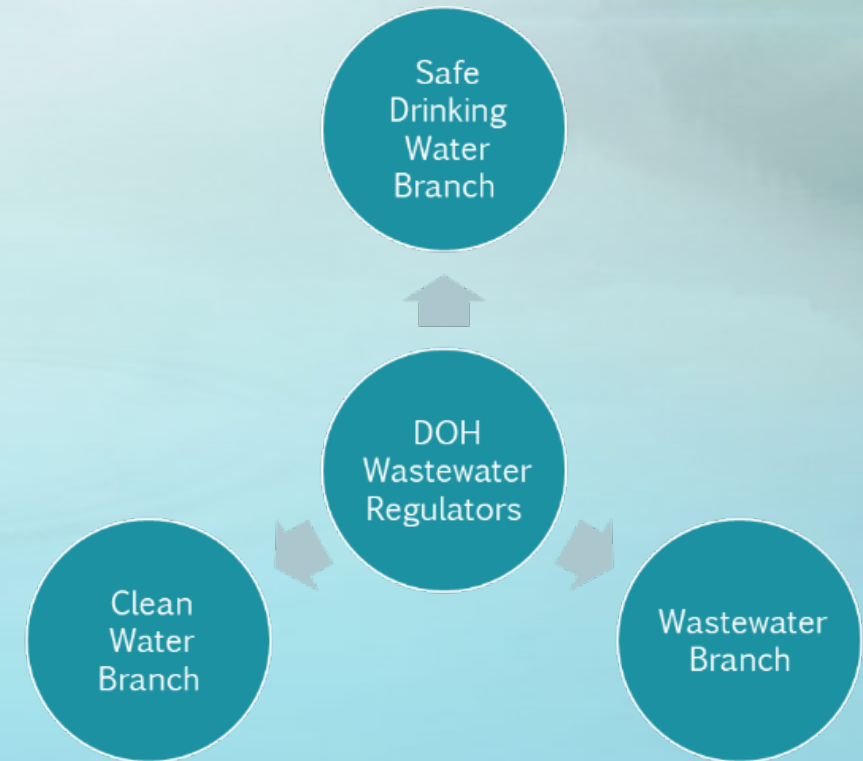 Safe
Drinking
Water
Branch
DOH
Wastewater
Regulators
Clean
Water
Branch
Wastewater
Branch